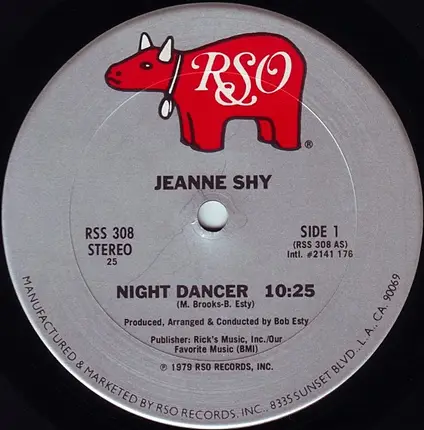 RSO
®
JEANNE SHY
RSS 308
STEREO
25
SIDE 1
(RSS 308 AS)
Intl. #2141 176
NIGHT DANCER 10:25
(M. Brooks-B. Esty)
Produced, Arranged & Conducted by Bob Esty
Publisher: Rick's Music, Inc./Our
Favorite Music (BMI)
℗ 1979 RSO RECORDS, INC.
MANUFACTURED & MARKETED BY RSO RECORDS, INC., 8335 SUNSET BLVD., L. A., CA. 90069